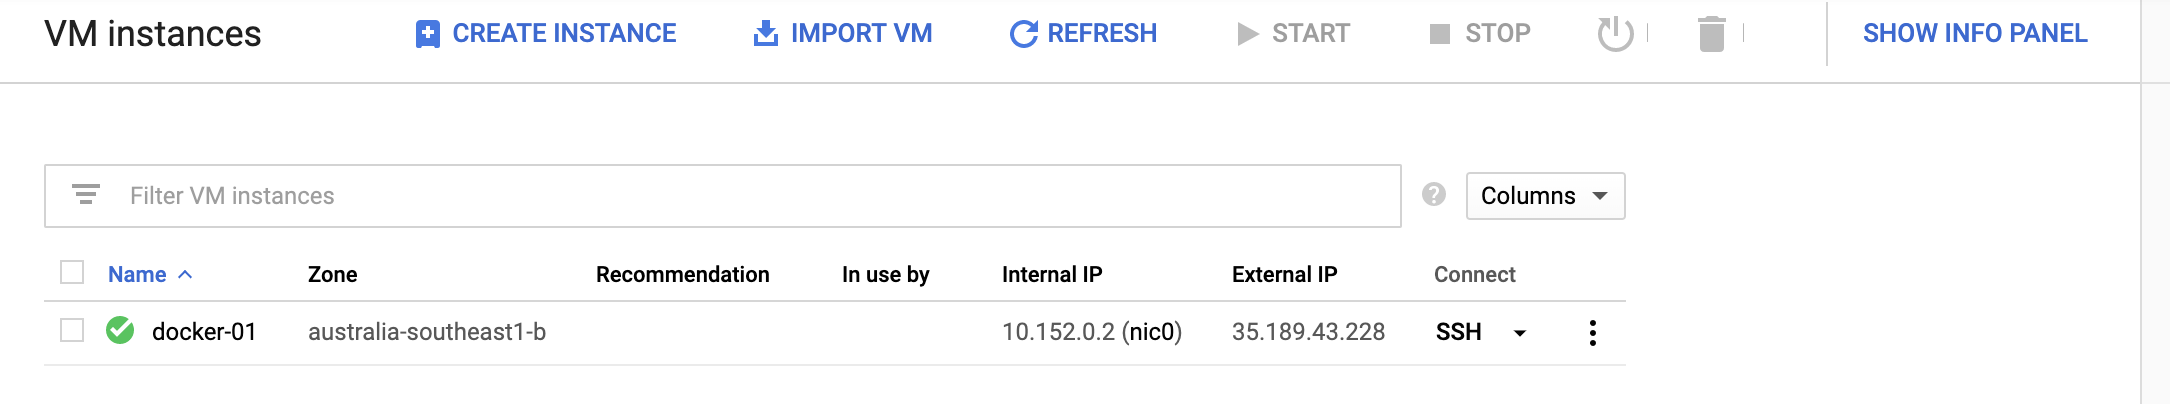 VM instances CREATE INSTANCE IMPORT VM REFRESH START STOP SHOW INFO PANEL
Filter VM instances ? Columns
Name Zone Recommendation In use by Internal IP External IP Connect
docker-01 australia-southeast1-b 10.152.0.2 (nic0) 35.189.43.228 SSH